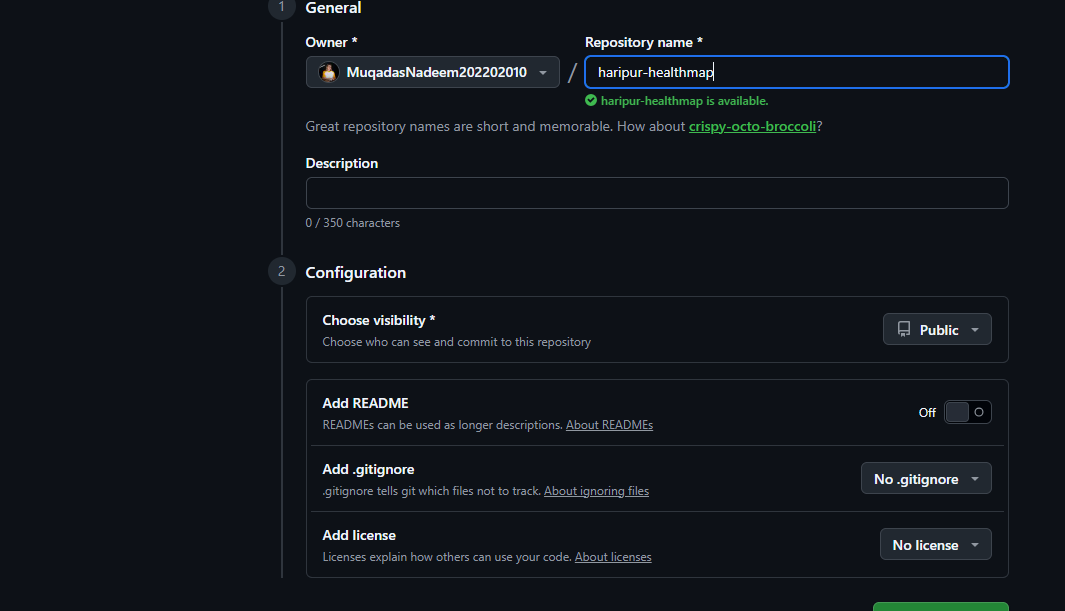 1 General
Owner * Repository name *
MuqadasNadeem202202010 / haripur-healthmap
haripur-healthmap is available.
Great repository names are short and memorable. How about crispy-octo-broccoli?
Description
0 / 350 characters
2 Configuration
Choose visibility *
Choose who can see and commit to this repository
Public
Add README
READMEs can be used as longer descriptions. About READMEs
Off
Add .gitignore
.gitignore tells git which files not to track. About ignoring files
No .gitignore
Add license
Licenses explain how others can use your code. About licenses
No license